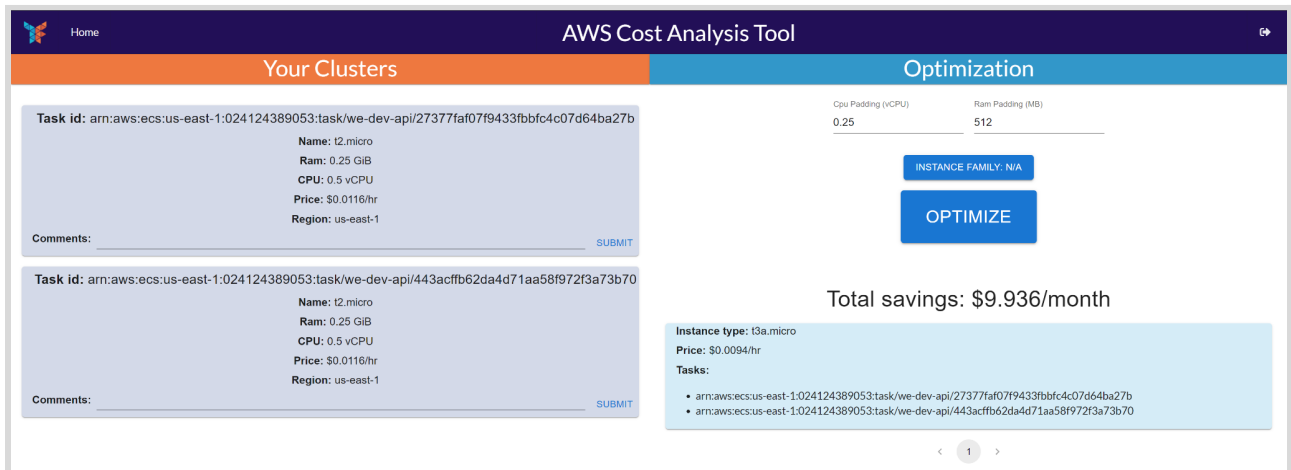 Home
AWS Cost Analysis Tool
Your Clusters
Task id: arn:aws:ecs:us-east-1:024124389053:task/we-dev-api/27377faf07f9433fbbfc4c07d64ba27b
Name: t2.micro
Ram: 0.25 GiB
CPU: 0.5 vCPU
Price: $0.0116/hr
Region: us-east-1
Comments:
SUBMIT
Task id: arn:aws:ecs:us-east-1:024124389053:task/we-dev-api/443acffb62da4d71aa58f972f3a73b70
Name: t2.micro
Ram: 0.25 GiB
CPU: 0.5 vCPU
Price: $0.0116/hr
Region: us-east-1
Comments:
SUBMIT
Optimization
Cpu Padding (vCPU)
0.25
Ram Padding (MB)
512
INSTANCE FAMILY: N/A
OPTIMIZE
Total savings: $9.936/month
Instance type: t3a.micro
Price: $0.0094/hr
Tasks:
• arn:aws:ecs:us-east-1:024124389053:task/we-dev-api/27377faf07f9433fbbfc4c07d64ba27b
• arn:aws:ecs:us-east-1:024124389053:task/we-dev-api/443acffb62da4d71aa58f972f3a73b70
1